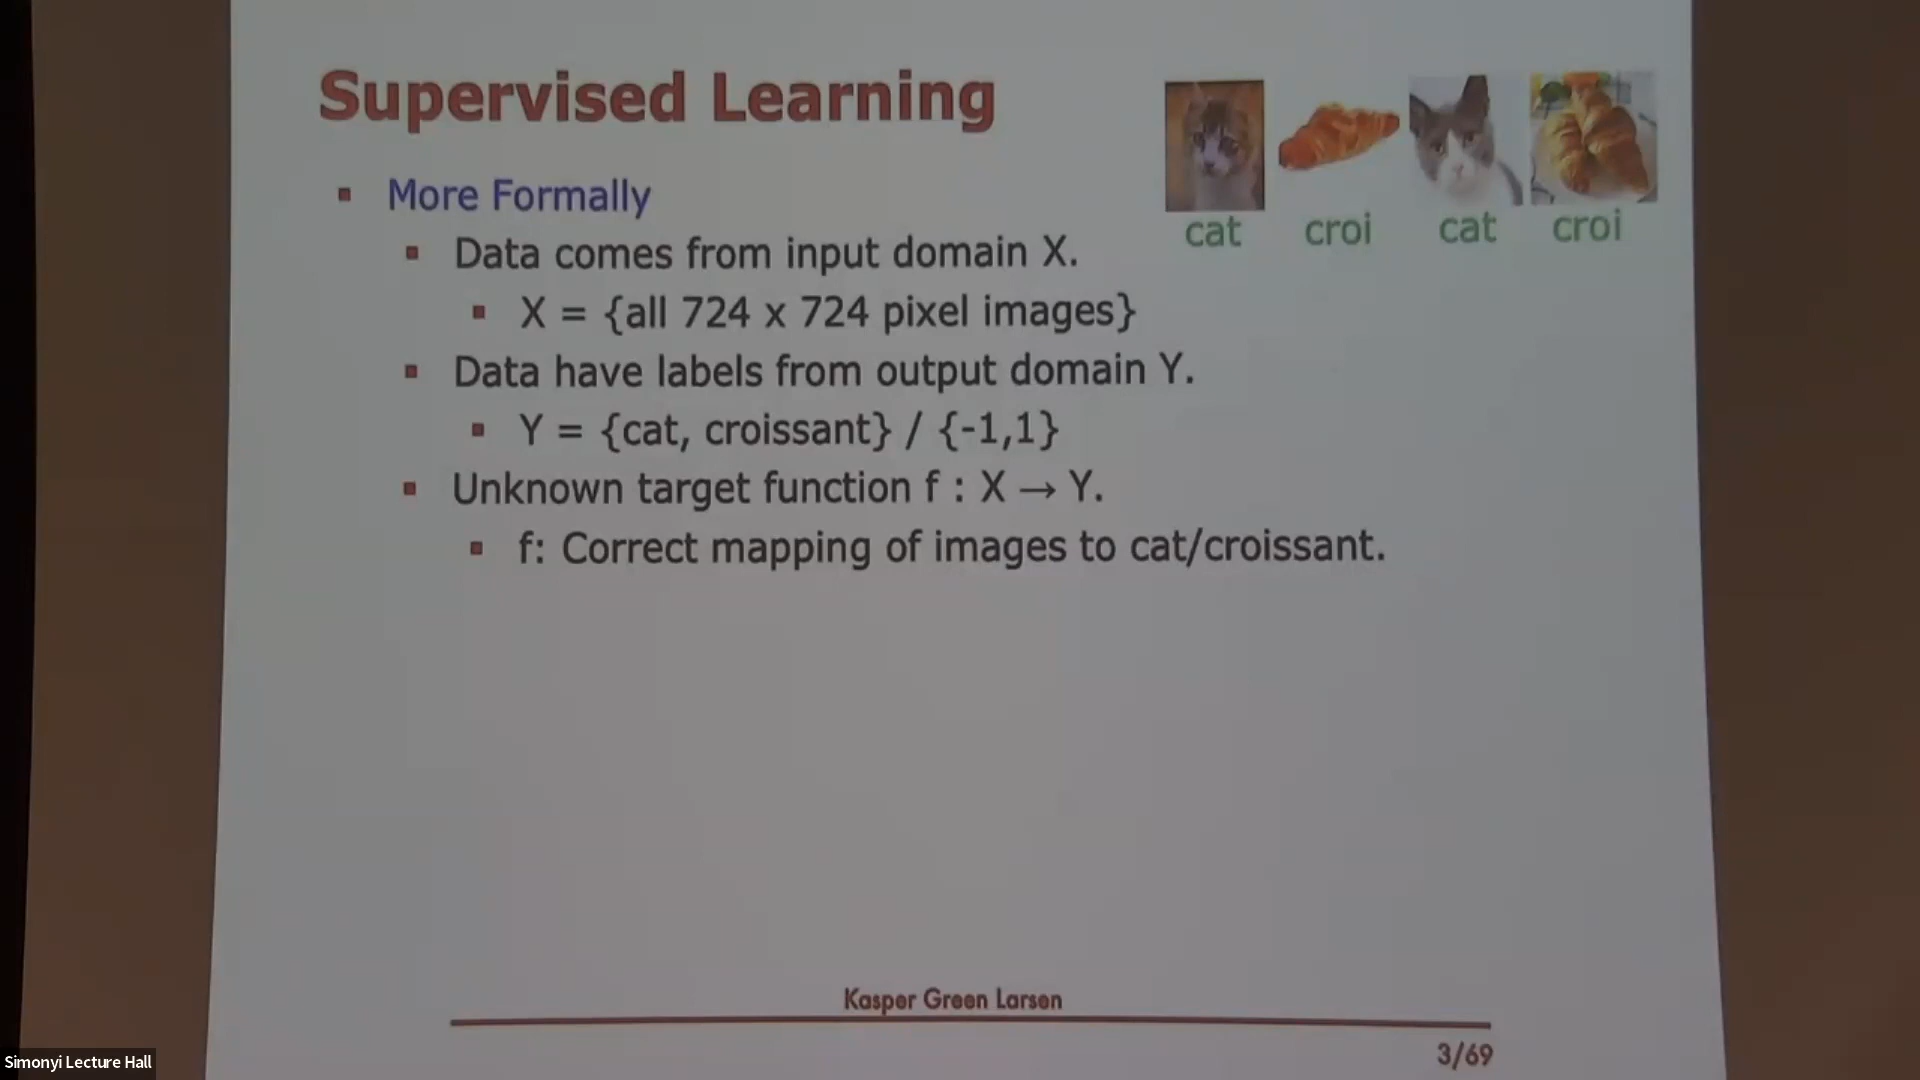 Supervised Learning
cat croi cat croi
More Formally
Data comes from input domain X.
X = {all 724 x 724 pixel images}
Data have labels from output domain Y.
Y = {cat, croissant} / {-1,1}
Unknown target function f : X → Y.
f: Correct mapping of images to cat/croissant.
Kasper Green Larsen
3/69
Simonyi Lecture Hall